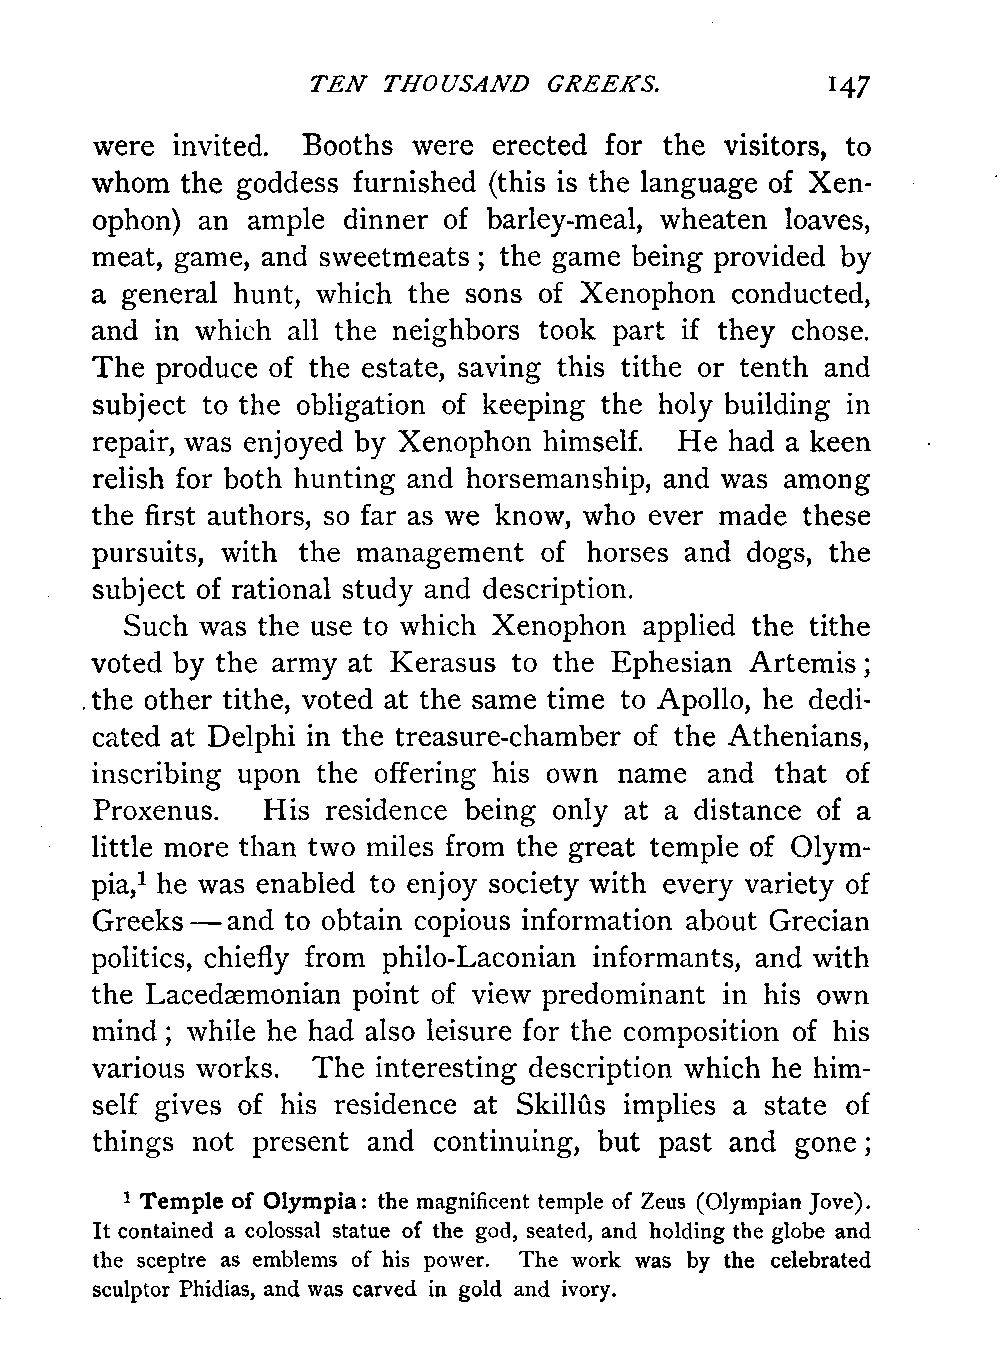 TEN THOUSAND GREEKS. 147
were invited. Booths were erected for the visitors, to
whom the goddess furnished (this is the language of Xen-
ophon) an ample dinner of barley-meal, wheaten loaves,
meat, game, and sweetmeats ; the game being provided by
a general hunt, which the sons of Xenophon conducted,
and in which all the neighbors took part if they chose.
The produce of the estate, saving this tithe or tenth and
subject to the obligation of keeping the holy building in
repair, was enjoyed by Xenophon himself. He had a keen
relish for both hunting and horsemanship, and was among
the first authors, so far as we know, who ever made these
pursuits, with the management of horses and dogs, the
subject of rational study and description.
Such was the use to which Xenophon applied the tithe
voted by the army at Kerasus to the Ephesian Artemis ;
the other tithe, voted at the same time to Apollo, he dedi-
cated at Delphi in the treasure-chamber of the Athenians,
inscribing upon the offering his own name and that of
Proxenus. His residence being only at a distance of a
little more than two miles from the great temple of Olym-
pia,¹ he was enabled to enjoy society with every variety of
Greeks — and to obtain copious information about Grecian
politics, chiefly from philo-Laconian informants, and with
the Lacedæmonian point of view predominant in his own
mind ; while he had also leisure for the composition of his
various works. The interesting description which he him-
self gives of his residence at Skillûs implies a state of
things not present and continuing, but past and gone ;
¹ Temple of Olympia: the magnificent temple of Zeus (Olympian Jove).
It contained a colossal statue of the god, seated, and holding the globe and
the sceptre as emblems of his power. The work was by the celebrated
sculptor Phidias, and was carved in gold and ivory.